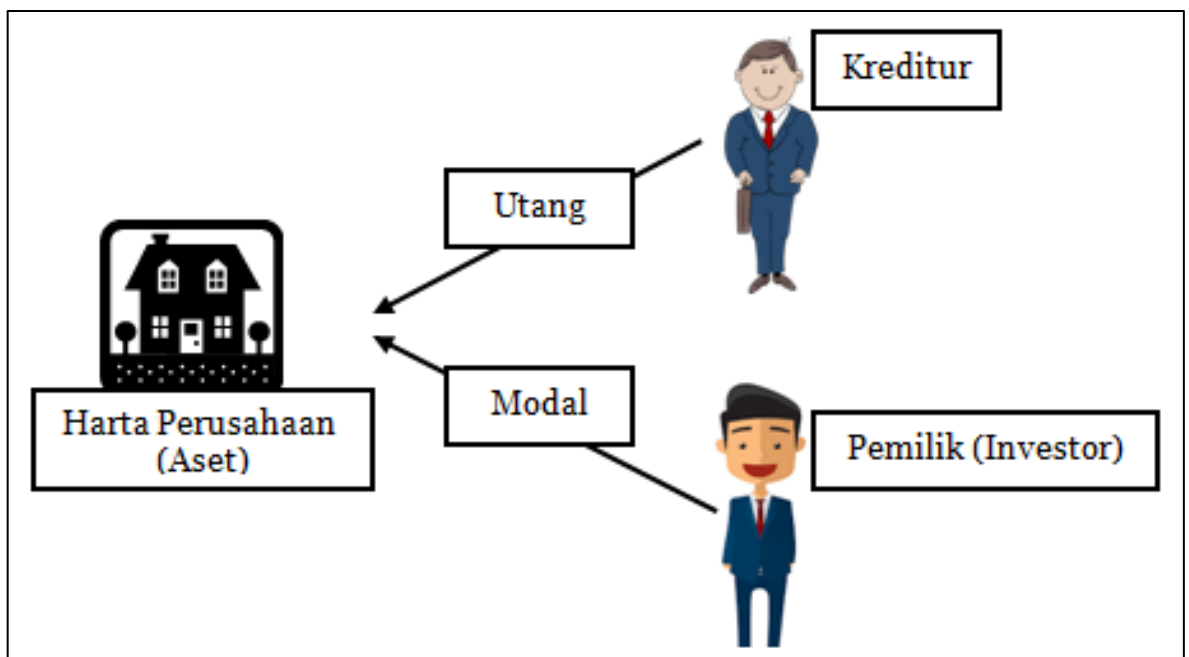 Kreditur
Utang
Harta Perusahaan
(Aset)
Modal
Pemilik (Investor)